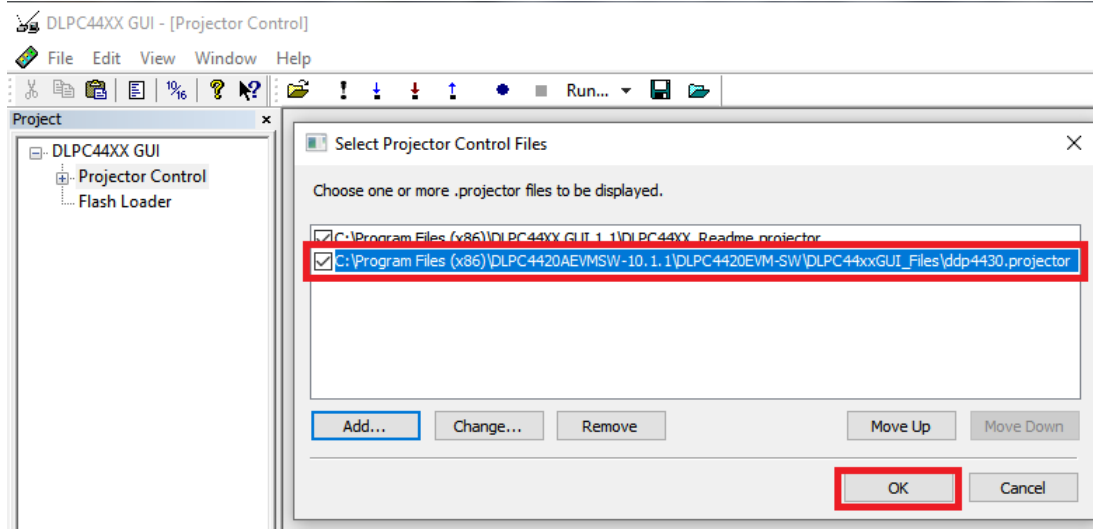 DLPC44XX GUI - [Projector Control]
File Edit View Window Help
10/16 Run...
Project x
DLPC44XX GUI
Projector Control
Flash Loader
Select Projector Control Files
Choose one or more .projector files to be displayed.
C:\Program Files (x86)\DLPC44XX GUI 1.1\DLPC44XX_Readme.projector
C:\Program Files (x86)\DLPC4420AEVMSW-10.1.1\DLPC4420EVM-SW\DLPC44xxGUI_Files\ddp4430.projector
Add... Change... Remove Move Up Move Down
OK Cancel